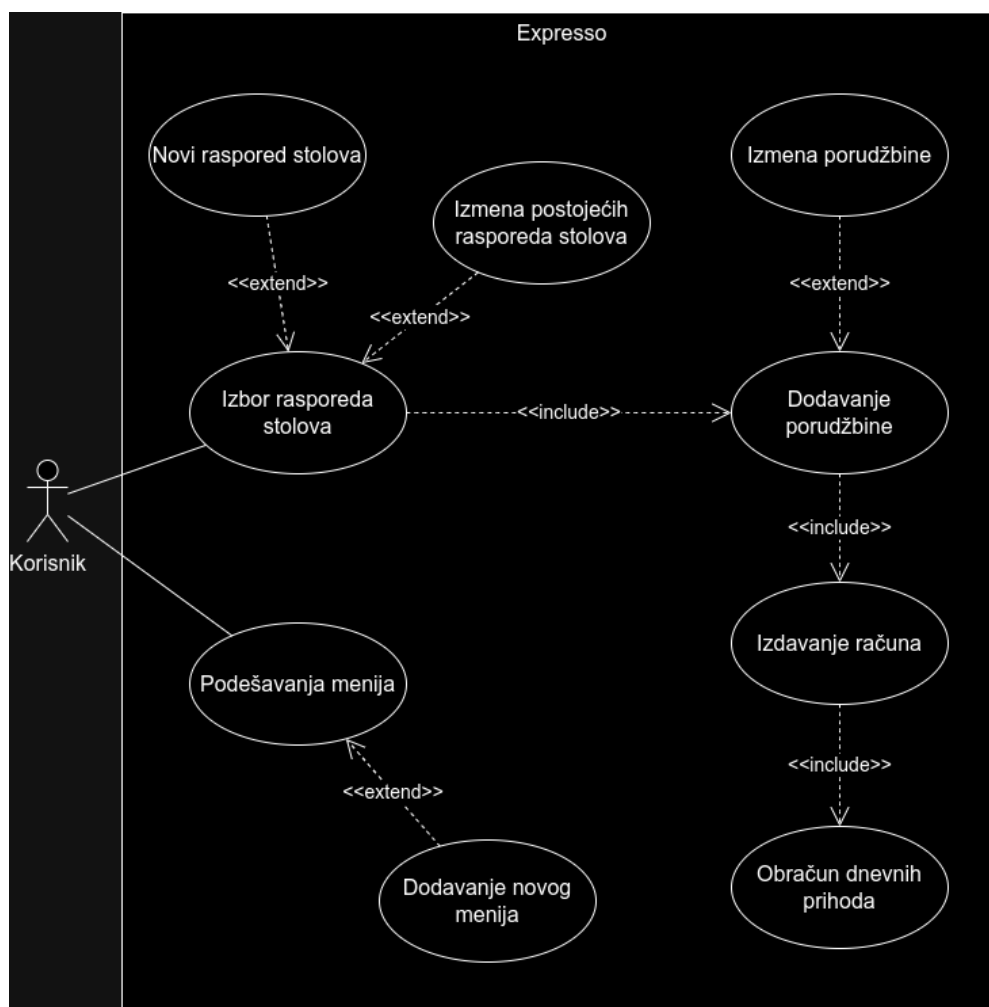 Expresso
Novi raspored stolova
Izmena porudžbine
Izmena postojećih
rasporeda stolova
<<extend>>
<<extend>>
<<extend>>
Izbor rasporeda
stolova
<<include>>
Dodavanje
porudžbine
<<include>>
Korisnik
Izdavanje računa
Podešavanja menija
<<include>>
<<extend>>
Dodavanje novog
menija
Obračun dnevnih
prihoda